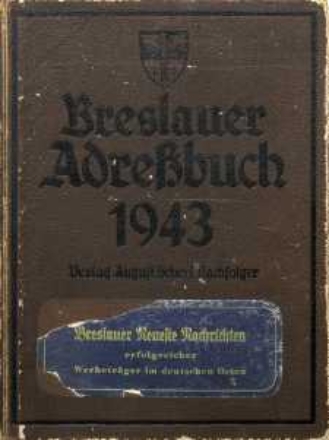 Breslauer
Adreßbuch
1943
Verlag August Scherl Nachfolger
Breslauer Neueste Nachrichten
erfolgreicher
Werbeträger im deutschen Osten